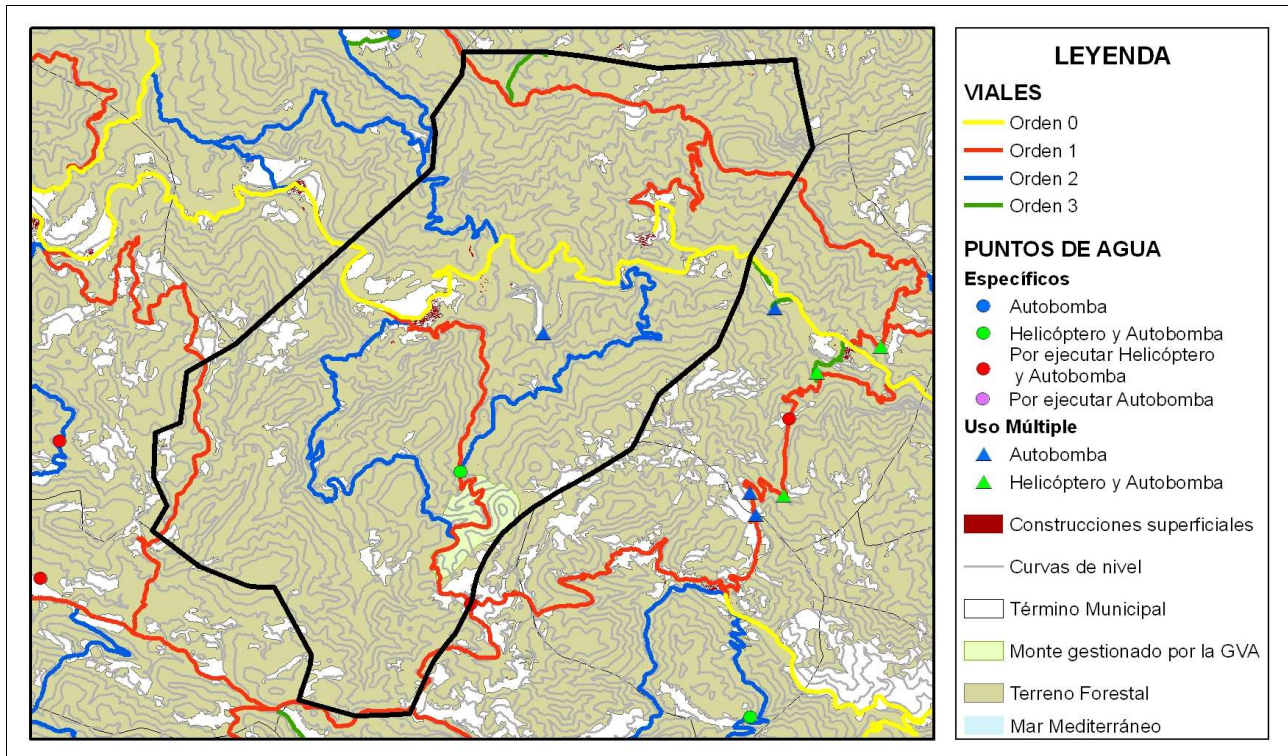 LEYENDA
VIALES
Orden 0
Orden 1
Orden 2
Orden 3
PUNTOS DE AGUA
Específicos
Autobomba
Helicóptero y Autobomba
Por ejecutar Helicóptero
y Autobomba
Por ejecutar Autobomba
Uso Múltiple
Autobomba
Helicóptero y Autobomba
Construcciones superficiales
Curvas de nivel
Término Municipal
Monte gestionado por la GVA
Terreno Forestal
Mar Mediterráneo